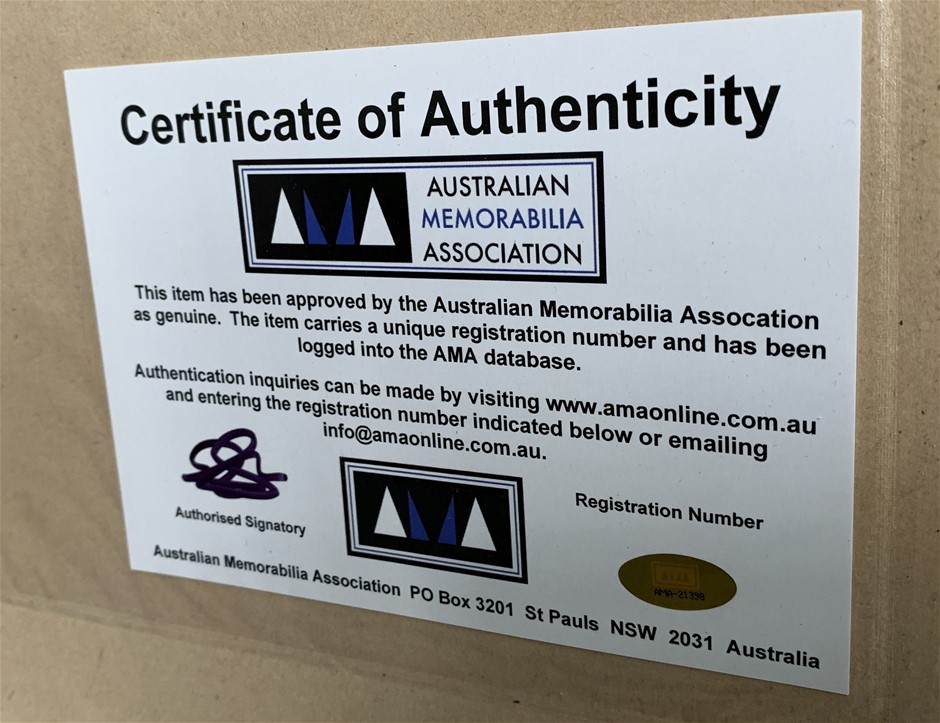 Certificate of Authenticity
AMA
AUSTRALIAN
MEMORABILIA
ASSOCIATION
This item has been approved by the Australian Memorabilia Assocation
as genuine. The item carries a unique registration number and has been
logged into the AMA database.
Authentication inquiries can be made by visiting www.amaonline.com.au
and entering the registration number indicated below or emailing
info@amaonline.com.au.
Authorised Signatory
AMA
Registration Number
AMA
AMA-21398
Australian Memorabilia Association PO Box 3201 St Pauls NSW 2031 Australia